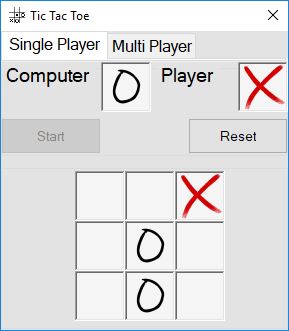 Tic Tac Toe
Single Player
Multi Player
Computer O Player X
Start
Reset
X
O
O